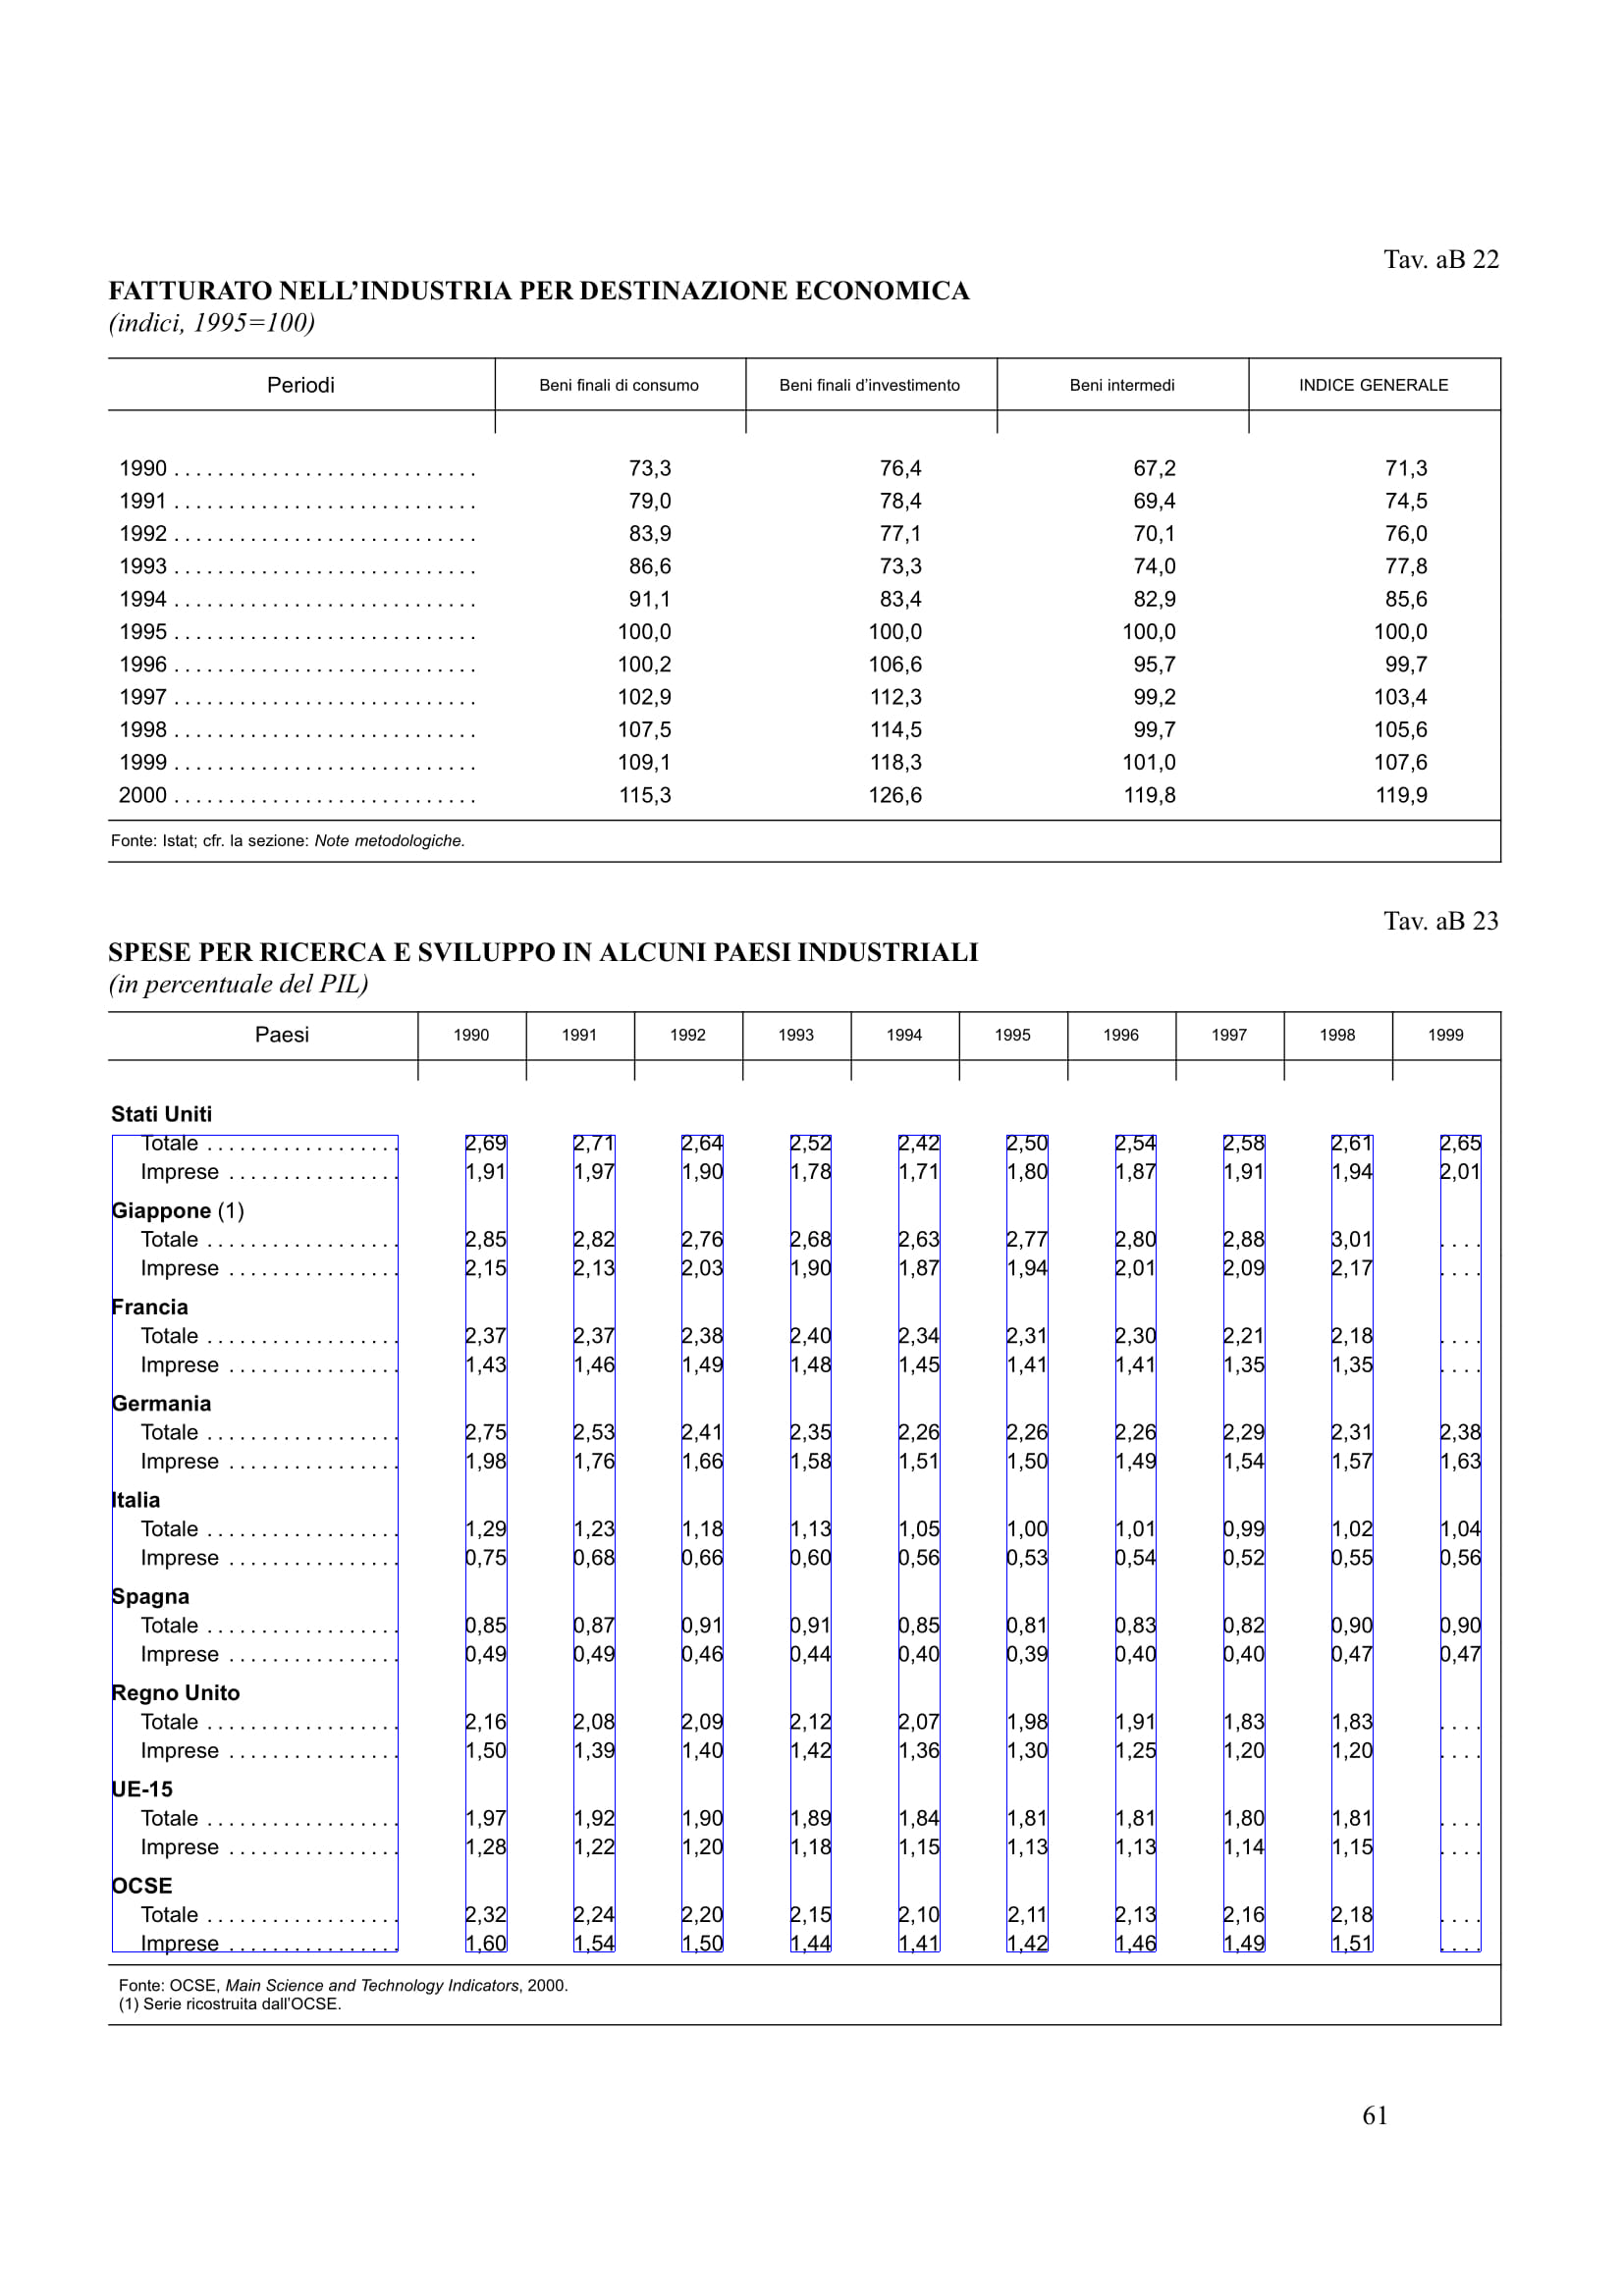 Tav. aB 22
FATTURATO NELL’INDUSTRIA PER DESTINAZIONE ECONOMICA
(indici, 1995=100)
Periodi Beni finali di consumo Beni finali d’investimento Beni intermedi INDICE GENERALE
1990 . . . . . . . . . . . . . . . . . . . . . . . . . . . . 73,3 76,4 67,2 71,3
1991 . . . . . . . . . . . . . . . . . . . . . . . . . . . . 79,0 78,4 69,4 74,5
1992 . . . . . . . . . . . . . . . . . . . . . . . . . . . . 83,9 77,1 70,1 76,0
1993 . . . . . . . . . . . . . . . . . . . . . . . . . . . . 86,6 73,3 74,0 77,8
1994 . . . . . . . . . . . . . . . . . . . . . . . . . . . . 91,1 83,4 82,9 85,6
1995 . . . . . . . . . . . . . . . . . . . . . . . . . . . . 100,0 100,0 100,0 100,0
1996 . . . . . . . . . . . . . . . . . . . . . . . . . . . . 100,2 106,6 95,7 99,7
1997 . . . . . . . . . . . . . . . . . . . . . . . . . . . . 102,9 112,3 99,2 103,4
1998 . . . . . . . . . . . . . . . . . . . . . . . . . . . . 107,5 114,5 99,7 105,6
1999 . . . . . . . . . . . . . . . . . . . . . . . . . . . . 109,1 118,3 101,0 107,6
2000 . . . . . . . . . . . . . . . . . . . . . . . . . . . . 115,3 126,6 119,8 119,9
Fonte: Istat; cfr. la sezione: Note metodologiche.
Tav. aB 23
SPESE PER RICERCA E SVILUPPO IN ALCUNI PAESI INDUSTRIALI
(in percentuale del PIL)
Paesi 1990 1991 1992 1993 1994 1995 1996 1997 1998 1999
Stati Uniti
Totale . . . . . . . . . . . . . . . . . . 2,69 2,71 2,64 2,52 2,42 2,50 2,54 2,58 2,61 2,65
Imprese . . . . . . . . . . . . . . . . 1,91 1,97 1,90 1,78 1,71 1,80 1,87 1,91 1,94 2,01
Giappone (1)
Totale . . . . . . . . . . . . . . . . . . 2,85 2,82 2,76 2,68 2,63 2,77 2,80 2,88 3,01 . . . .
Imprese . . . . . . . . . . . . . . . . 2,15 2,13 2,03 1,90 1,87 1,94 2,01 2,09 2,17 . . . .
Francia
Totale . . . . . . . . . . . . . . . . . . 2,37 2,37 2,38 2,40 2,34 2,31 2,30 2,21 2,18 . . . .
Imprese . . . . . . . . . . . . . . . . 1,43 1,46 1,49 1,48 1,45 1,41 1,41 1,35 1,35 . . . .
Germania
Totale . . . . . . . . . . . . . . . . . . 2,75 2,53 2,41 2,35 2,26 2,26 2,26 2,29 2,31 2,38
Imprese . . . . . . . . . . . . . . . . 1,98 1,76 1,66 1,58 1,51 1,50 1,49 1,54 1,57 1,63
Italia
Totale . . . . . . . . . . . . . . . . . . 1,29 1,23 1,18 1,13 1,05 1,00 1,01 0,99 1,02 1,04
Imprese . . . . . . . . . . . . . . . . 0,75 0,68 0,66 0,60 0,56 0,53 0,54 0,52 0,55 0,56
Spagna
Totale . . . . . . . . . . . . . . . . . . 0,85 0,87 0,91 0,91 0,85 0,81 0,83 0,82 0,90 0,90
Imprese . . . . . . . . . . . . . . . . 0,49 0,49 0,46 0,44 0,40 0,39 0,40 0,40 0,47 0,47
Regno Unito
Totale . . . . . . . . . . . . . . . . . . 2,16 2,08 2,09 2,12 2,07 1,98 1,91 1,83 1,83 . . . .
Imprese . . . . . . . . . . . . . . . . 1,50 1,39 1,40 1,42 1,36 1,30 1,25 1,20 1,20 . . . .
UE-15
Totale . . . . . . . . . . . . . . . . . . 1,97 1,92 1,90 1,89 1,84 1,81 1,81 1,80 1,81 . . . .
Imprese . . . . . . . . . . . . . . . . 1,28 1,22 1,20 1,18 1,15 1,13 1,13 1,14 1,15 . . . .
OCSE
Totale . . . . . . . . . . . . . . . . . . 2,32 2,24 2,20 2,15 2,10 2,11 2,13 2,16 2,18 . . . .
Imprese . . . . . . . . . . . . . . . . 1,60 1,54 1,50 1,44 1,41 1,42 1,46 1,49 1,51 . . . .
Fonte: OCSE, Main Science and Technology Indicators, 2000.
(1) Serie ricostruita dall’OCSE.
61